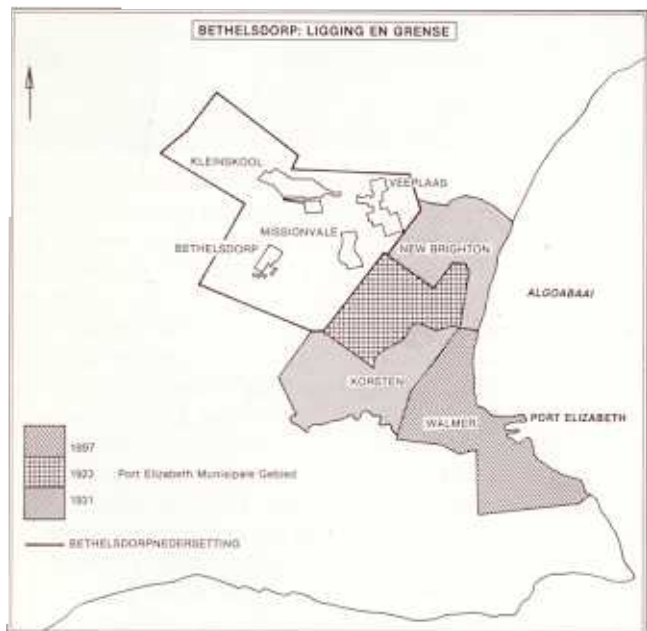 BETHELSDORP: LIGGING EN GRENSE
KLEINSKOOL
VEEPLAAS
MISSIONVALE
BETHELSDORP
NEW BRIGHTON
ALGOABAAI
KORSTEN
WALMER
PORT ELIZABETH
1897
1923 Port Elizabeth Munisipale Gebied
1931
BETHELSDORPNEDERSETTING